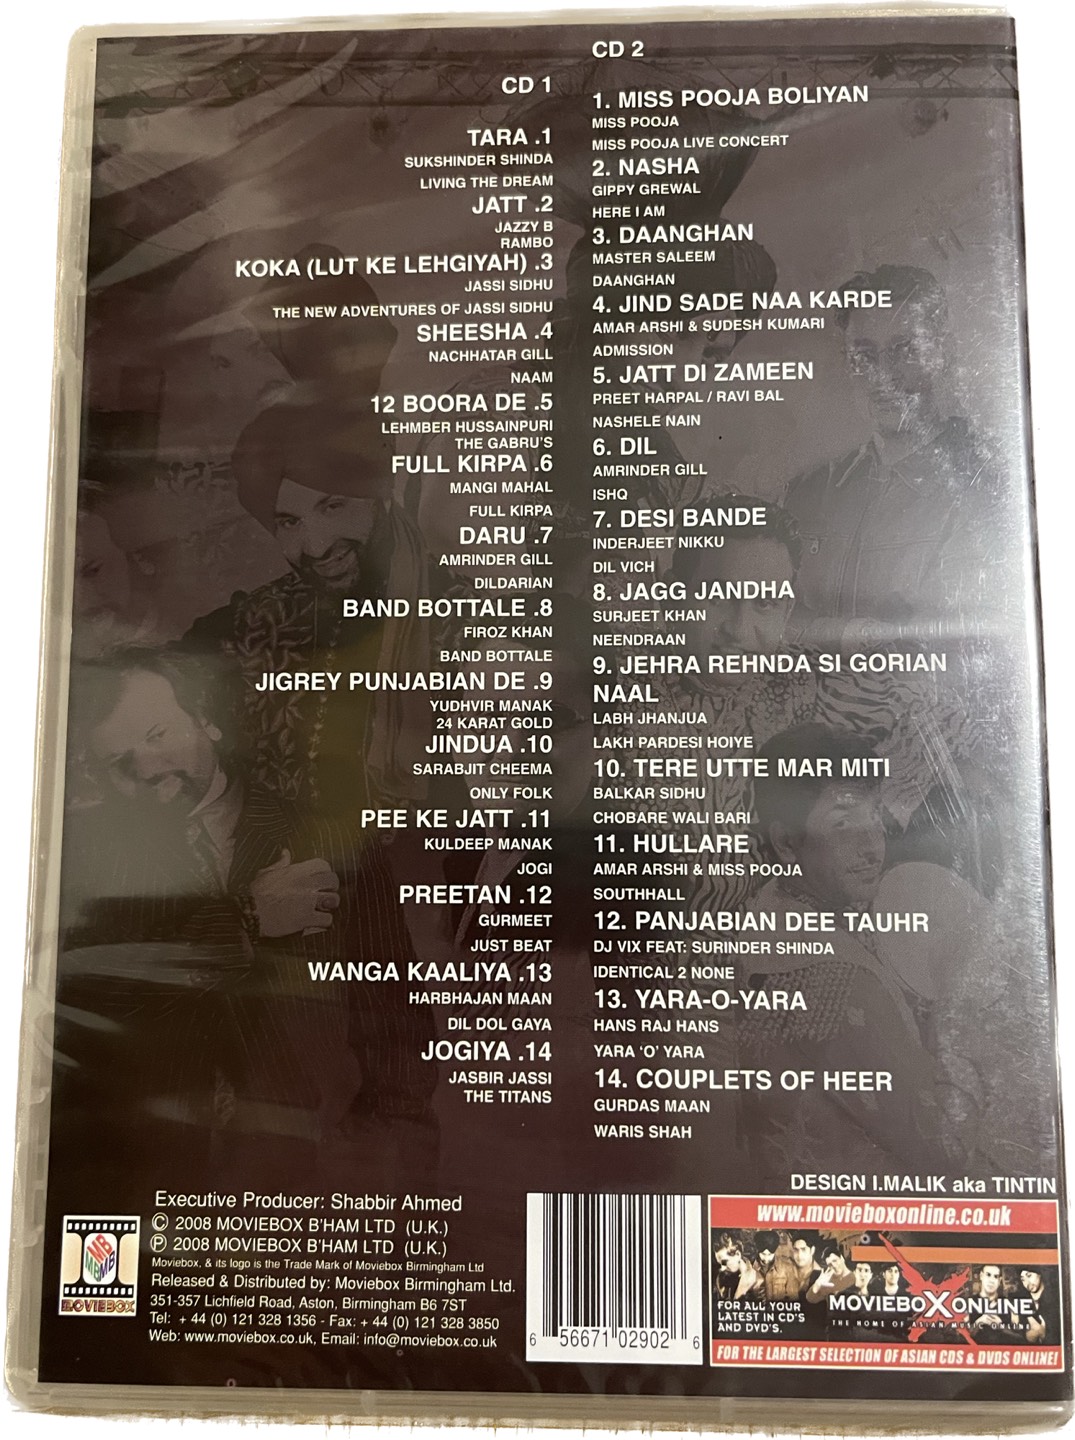 CD 1
TARA .1
SUKSHINDER SHINDA
LIVING THE DREAM
JATT .2
JAZZY B
RAMBO
KOKA (LUT KE LEHGIYAH) .3
JASSI SIDHU
THE NEW ADVENTURES OF JASSI SIDHU
SHEESHA .4
NACHHATAR GILL
NAAM
12 BOORA DE .5
LEHMBER HUSSAINPURI
THE GABRU'S
FULL KIRPA .6
MANGI MAHAL
FULL KIRPA
DARU .7
AMRINDER GILL
DILDARIAN
BAND BOTTALE .8
FIROZ KHAN
BAND BOTTALE
JIGREY PUNJABIAN DE .9
YUDHVIR MANAK
24 KARAT GOLD
JINDUA .10
SARABJIT CHEEMA
ONLY FOLK
PEE KE JATT .11
KULDEEP MANAK
JOGI
PREETAN .12
GURMEET
JUST BEAT
WANGA KAALIYA .13
HARBHAJAN MAAN
DIL DOL GAYA
JOGIYA .14
JASBIR JASSI
THE TITANS
CD 2
1. MISS POOJA BOLIYAN
MISS POOJA
MISS POOJA LIVE CONCERT
2. NASHA
GIPPY GREWAL
HERE I AM
3. DAANGHAN
MASTER SALEEM
DAANGHAN
4. JIND SADE NAA KARDE
AMAR ARSHI & SUDESH KUMARI
ADMISSION
5. JATT DI ZAMEEN
PREET HARPAL / RAVI BAL
NASHELE NAIN
6. DIL
AMRINDER GILL
ISHQ
7. DESI BANDE
INDERJEET NIKKU
DIL VICH
8. JAGG JANDHA
SURJEET KHAN
NEENDRAAN
9. JEHRA REHNDA SI GORIAN
NAAL
LABH JHANJUA
LAKH PARDESI HOIYE
10. TERE UTTE MAR MITI
BALKAR SIDHU
CHOBARE WALI BARI
11. HULLARE
AMAR ARSHI & MISS POOJA
SOUTHHALL
12. PANJABIAN DEE TAUHR
DJ VIX FEAT: SURINDER SHINDA
IDENTICAL 2 NONE
13. YARA-O-YARA
HANS RAJ HANS
YARA 'O' YARA
14. COUPLETS OF HEER
GURDAS MAAN
WARIS SHAH
DESIGN I.MALIK aka TINTIN
Executive Producer: Shabbir Ahmed
© 2008 MOVIEBOX B'HAM LTD (U.K.)
℗ 2008 MOVIEBOX B'HAM LTD (U.K.)
Moviebox, & its logo is the Trade Mark of Moviebox Birmingham Ltd
Released & Distributed by: Moviebox Birmingham Ltd.
351-357 Lichfield Road, Aston, Birmingham B6 7ST
Tel: + 44 (0) 121 328 1356 - Fax: + 44 (0) 121 328 3850
Web: www.moviebox.co.uk, Email: info@moviebox.co.uk
MB
MB MB
MOVIEBOX
6 56671 02902 6
www.movieboxonline.co.uk
FOR ALL YOUR
LATEST IN CD'S
AND DVD'S.
MOVIEBOXONLINE
THE HOME OF ASIAN MUSIC ONLINE
FOR THE LARGEST SELECTION OF ASIAN CDS & DVDS ONLINE!